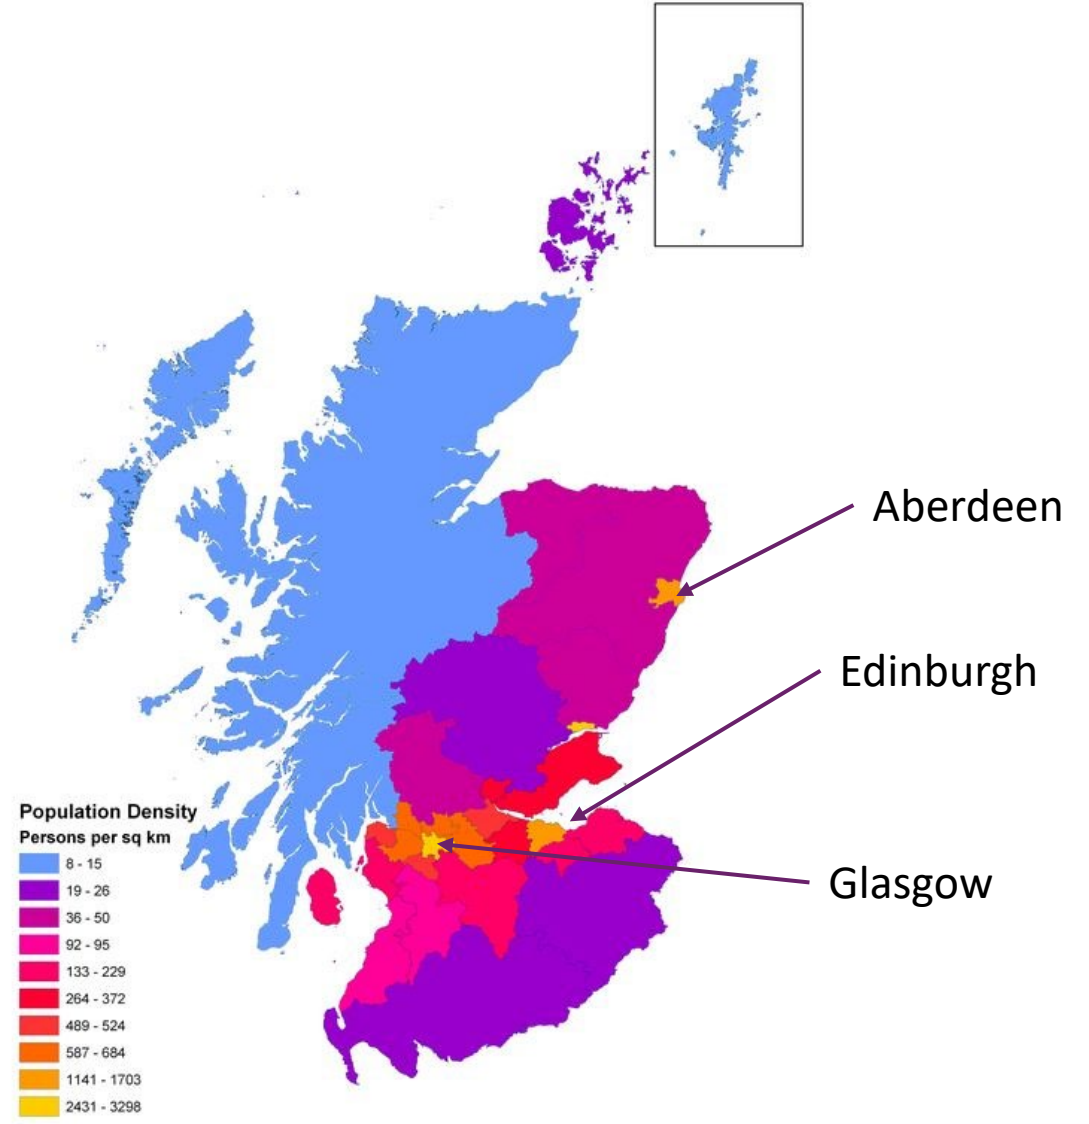 Aberdeen
Edinburgh
Glasgow
Population Density
Persons per sq km
8 - 15
19 - 26
36 - 50
92 - 95
133 - 229
264 - 372
489 - 524
587 - 684
1141 - 1703
2431 - 3298